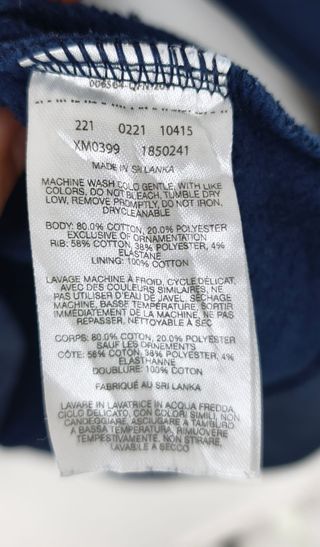 221 0221 10415
XM0399 1850241
MADE IN SRI LANKA
MACHINE WASH COLD GENTLE, WITH LIKE
COLORS, DO NOT BLEACH, TUMBLE DRY
LOW, REMOVE PROMPTLY, DO NOT IRON,
DRYCLEANABLE
BODY: 80.0% COTTON, 20.0% POLYESTER
EXCLUSIVE OF ORNAMENTATION
RIB: 58% COTTON, 38% POLYESTER, 4%
ELASTANE
LINING: 100% COTTON
LAVAGE MACHINE À FROID, CYCLE DÉLICAT,
AVEC DES COULEURS SIMILAIRES, NE
PAS UTILISER D'EAU DE JAVEL, SÉCHAGE
MACHINE, BASSE TEMPÉRATURE, SORTIR
IMMÉDIATEMENT DE LA MACHINE, NE PAS
REPASSER, NETTOYABLE À SEC
CORPS: 80.0% COTON, 20.0% POLYESTER
SAUF LES ORNEMENTS
CÔTE: 58% COTON, 38% POLYESTER, 4%
ELASTHANNE
DOUBLURE: 100% COTON
FABRIQUÉ AU SRI LANKA
LAVARE IN LAVATRICE IN ACQUA FREDDA,
CICLO DELICATO, CON COLORI SIMILI, NON
CANDEGGIARE, ASCIUGARE A TAMBURO
A BASSA TEMPERATURA, RIMUOVERE
TEMPESTIVAMENTE, NON STIRARE,
LAVABILE A SECCO